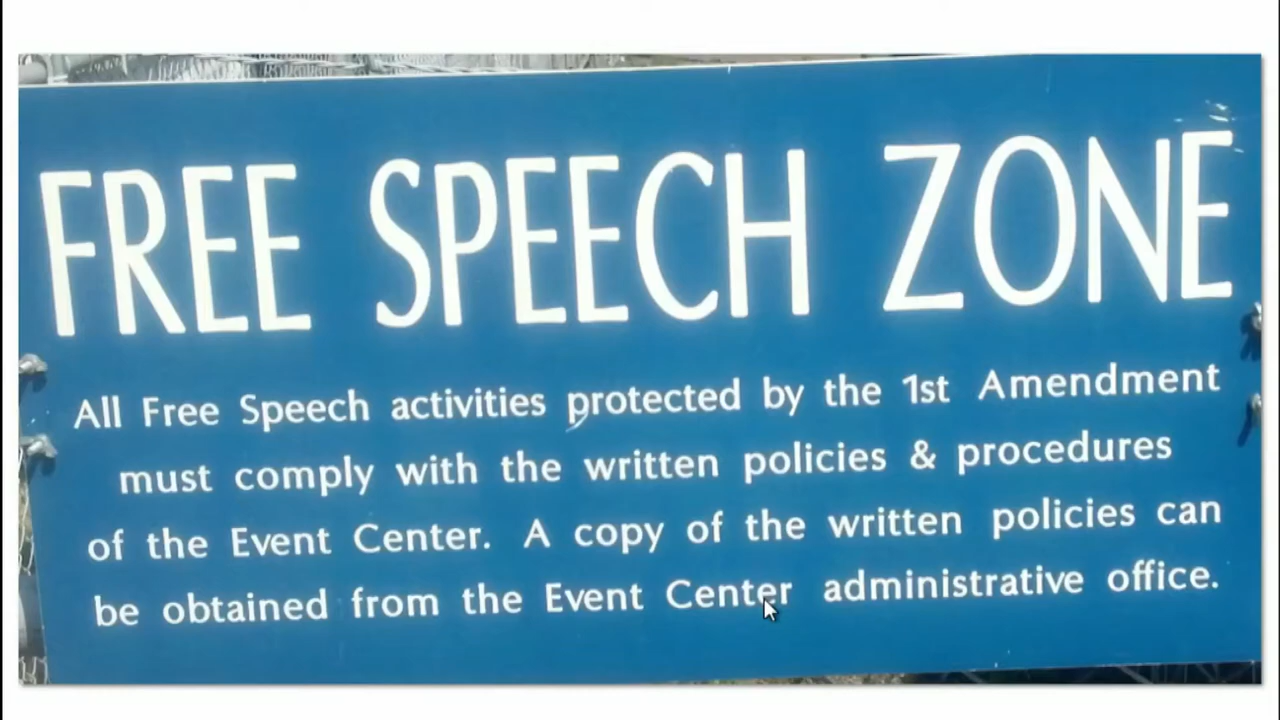 FREE SPEECH ZONE
All Free Speech activities protected by the 1st Amendment
must comply with the written policies & procedures
of the Event Center. A copy of the written policies can
be obtained from the Event Center administrative office.